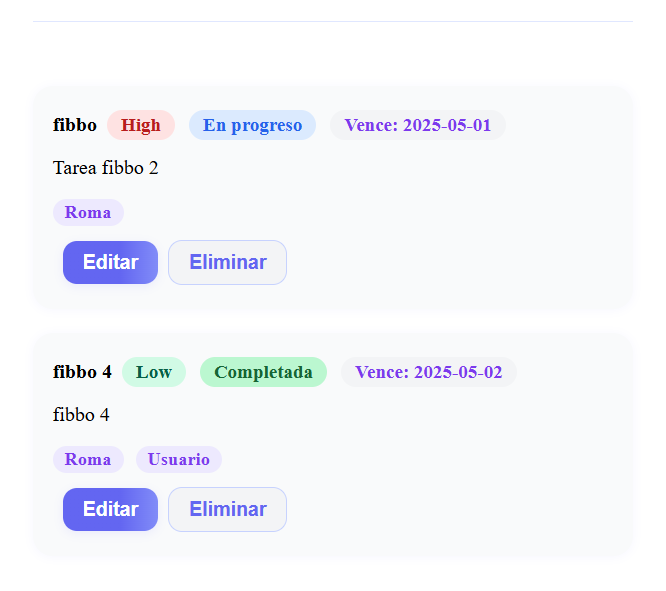 fibbo High En progreso Vence: 2025-05-01
Tarea fibbo 2
Roma
Editar Eliminar
fibbo 4 Low Completada Vence: 2025-05-02
fibbo 4
Roma Usuario
Editar Eliminar